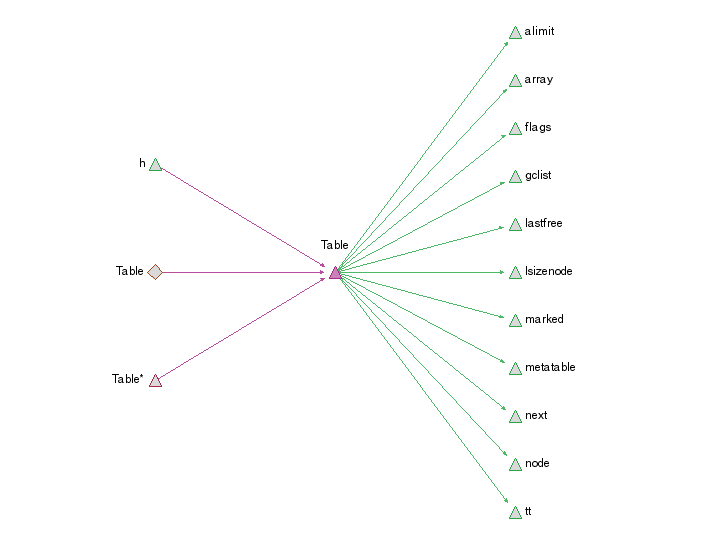 alimit
array
flags
h
gclist
lastfree
Table
Table
lsizenode
marked
metatable
Table*
next
node
tt